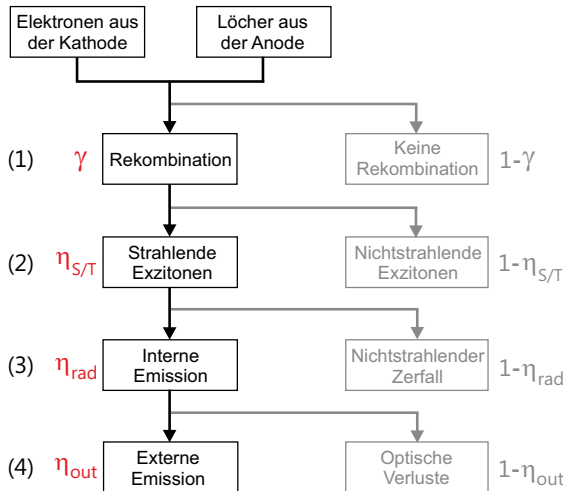 Elektronen aus
der Kathode
Löcher aus
der Anode
(1)
γ
Rekombination
Keine
Rekombination
1-γ
(2)
ηS/T
Strahlende
Exzitonen
Nichtstrahlende
Exzitonen
1-ηS/T
(3)
ηrad
Interne
Emission
Nichtstrahlender
Zerfall
1-ηrad
(4)
ηout
Externe
Emission
Optische
Verluste
1-ηout